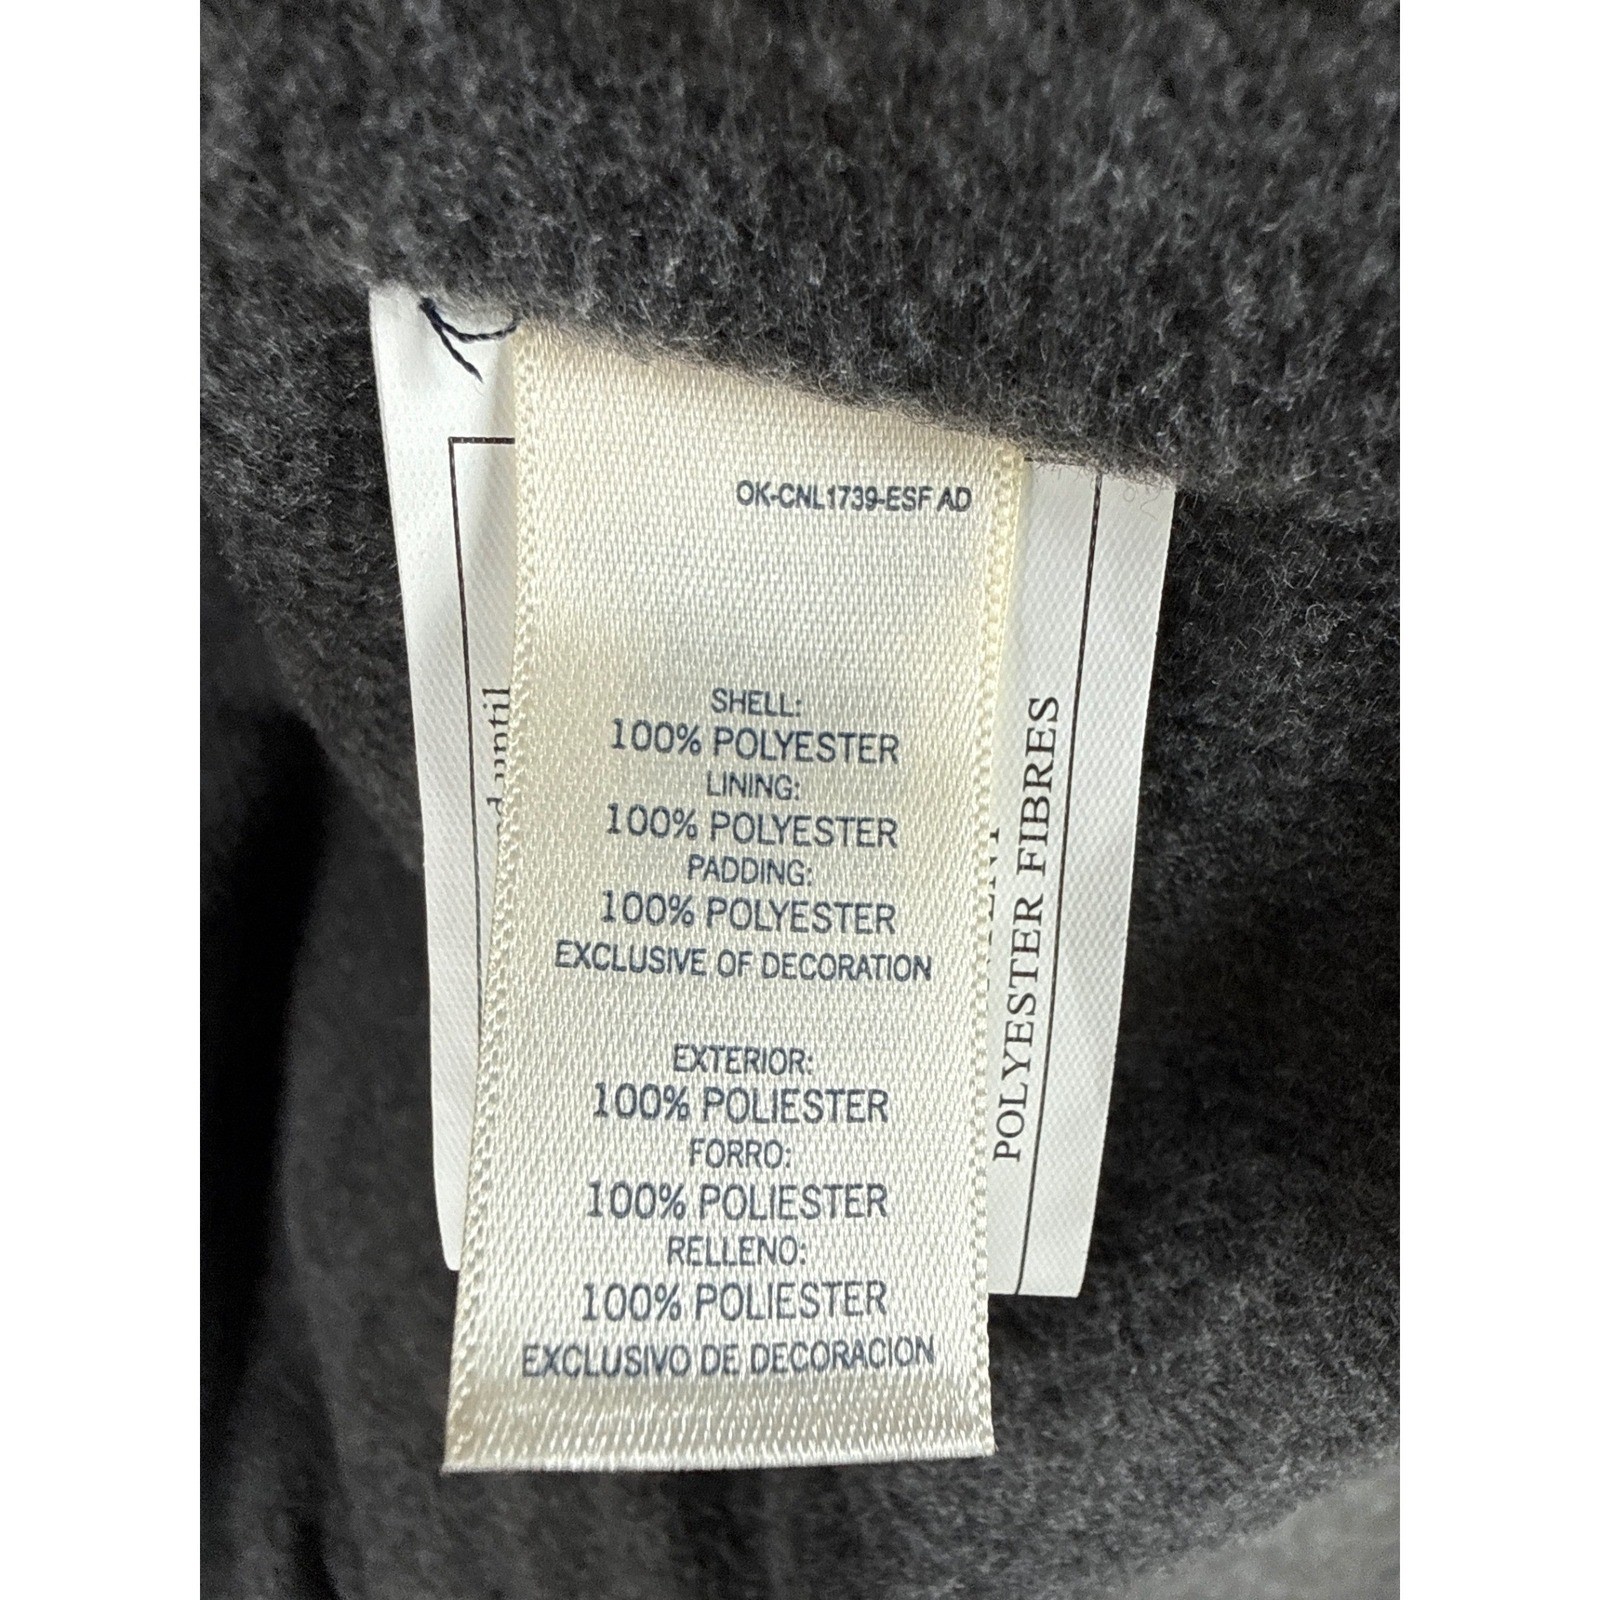 OK-CNL1739-ESF AD
SHELL:
100% POLYESTER
LINING:
100% POLYESTER
PADDING:
100% POLYESTER
EXCLUSIVE OF DECORATION
EXTERIOR:
100% POLIESTER
FORRO:
100% POLIESTER
RELLENO:
100% POLIESTER
EXCLUSIVO DE DECORACION
until
POLYESTER FIBRES